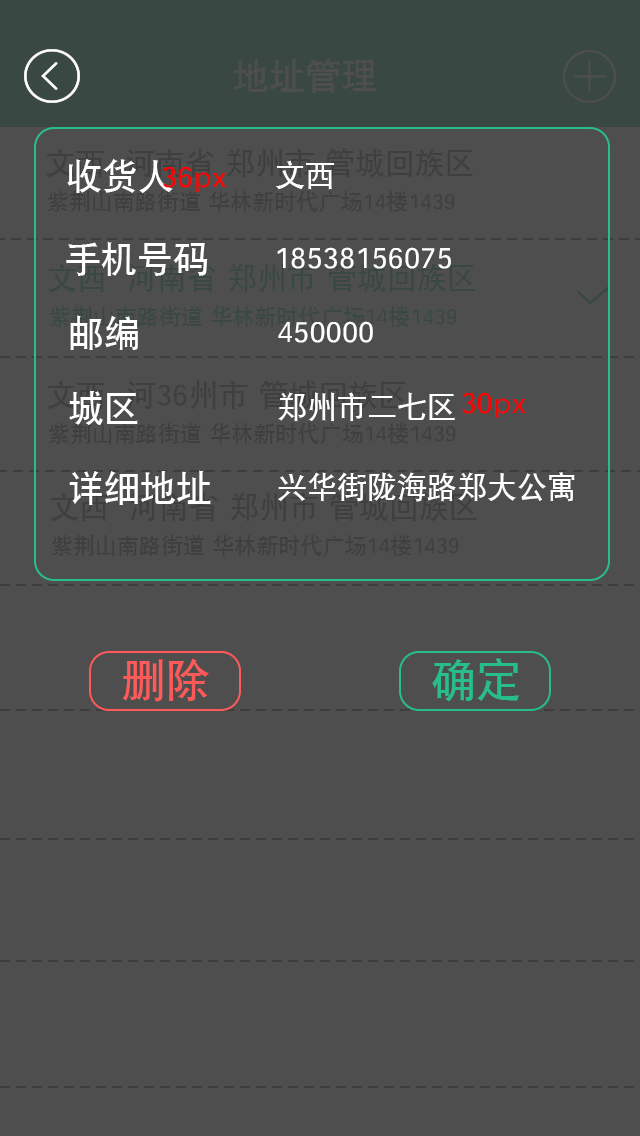 地址管理
文西 河南省 郑州市 管城回族区
收货人 36px 文西
紫荆山南路街道 华林新时代广场14楼1439
手机号码 18538156075
文西 河南省 郑州市 管城回族区
紫荆山南路街道 华林新时代广场14楼1439
邮编 450000
文西 河36州市 管城回族区
城区 郑州市二七区 30px
紫荆山南路街道 华林新时代广场14楼1439
详细地址 兴华街陇海路郑大公寓
文西 河南省 郑州市 管城回族区
紫荆山南路街道 华林新时代广场14楼1439
删除 确定